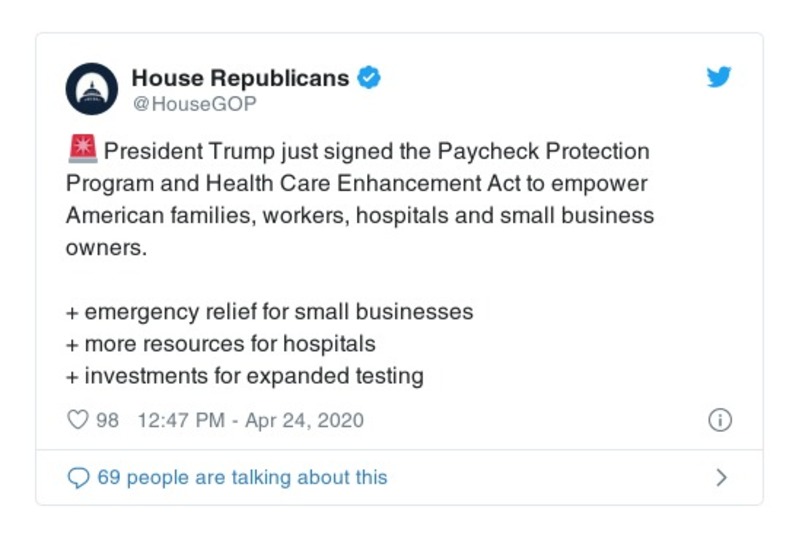 House Republicans
@HouseGOP
🚨 President Trump just signed the Paycheck Protection
Program and Health Care Enhancement Act to empower
American families, workers, hospitals and small business
owners.
+ emergency relief for small businesses
+ more resources for hospitals
+ investments for expanded testing
98 12:47 PM - Apr 24, 2020
69 people are talking about this